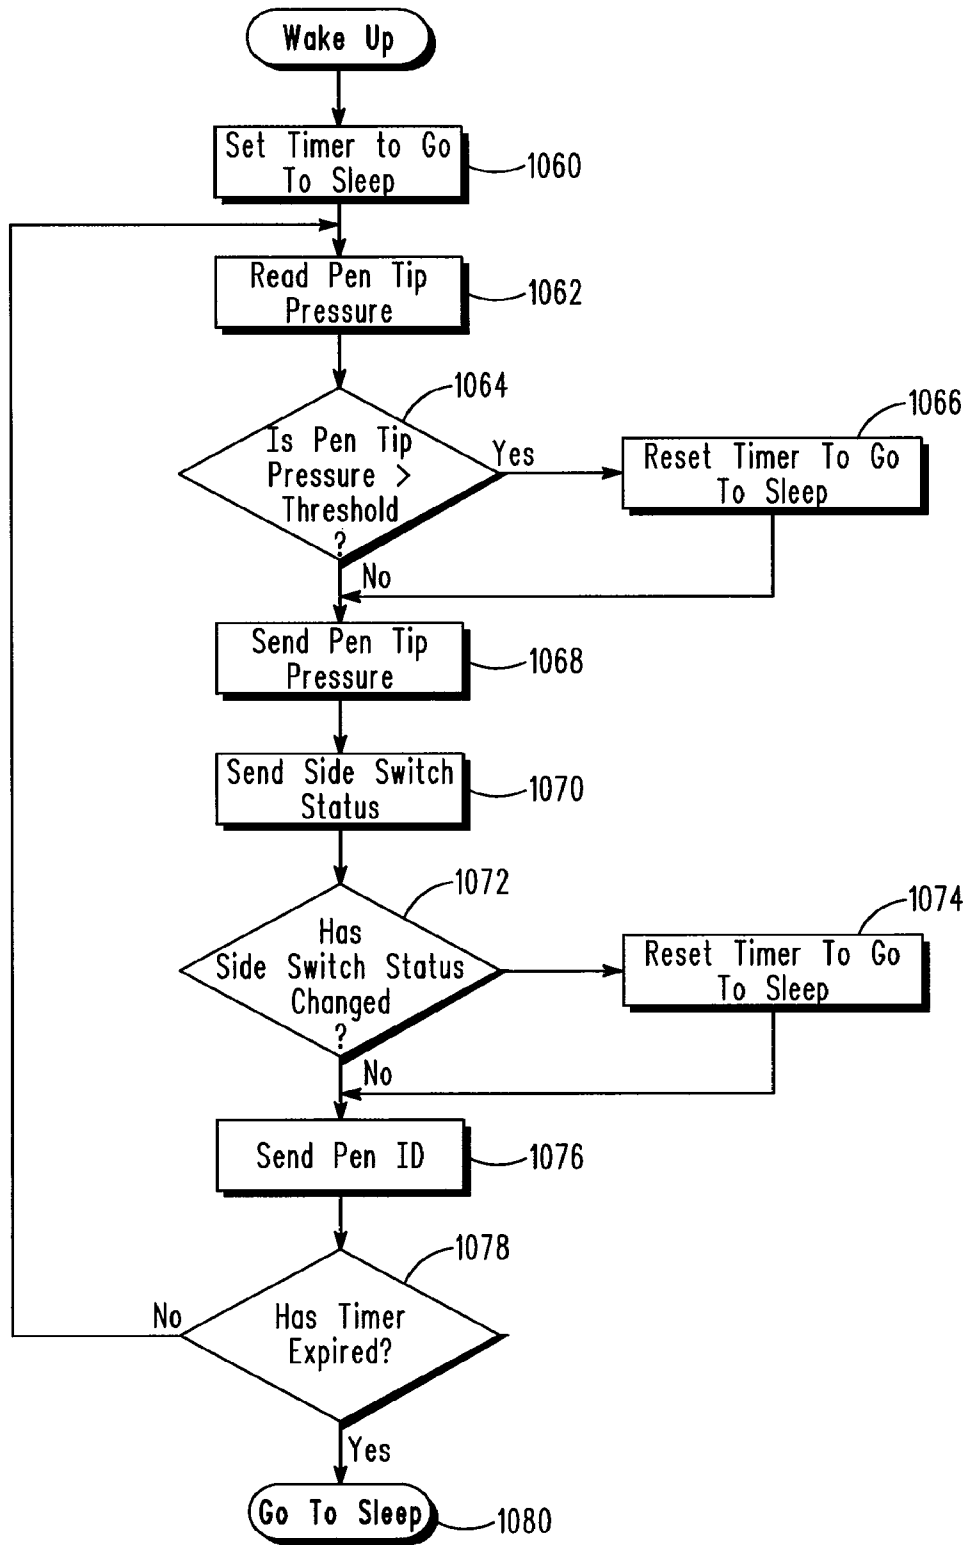 Wake Up
Set Timer to Go
To Sleep
1060
Read Pen Tip
Pressure
1062
1064
Is Pen Tip
Pressure >
Threshold
?
Yes
1066
Reset Timer To Go
To Sleep
No
Send Pen Tip
Pressure
1068
Send Side Switch
Status
1070
1072
Has
Side Switch Status
Changed
?
1074
Reset Timer To Go
To Sleep
No
Send Pen ID
1076
1078
Has Timer
Expired?
No
Yes
Go To Sleep
1080